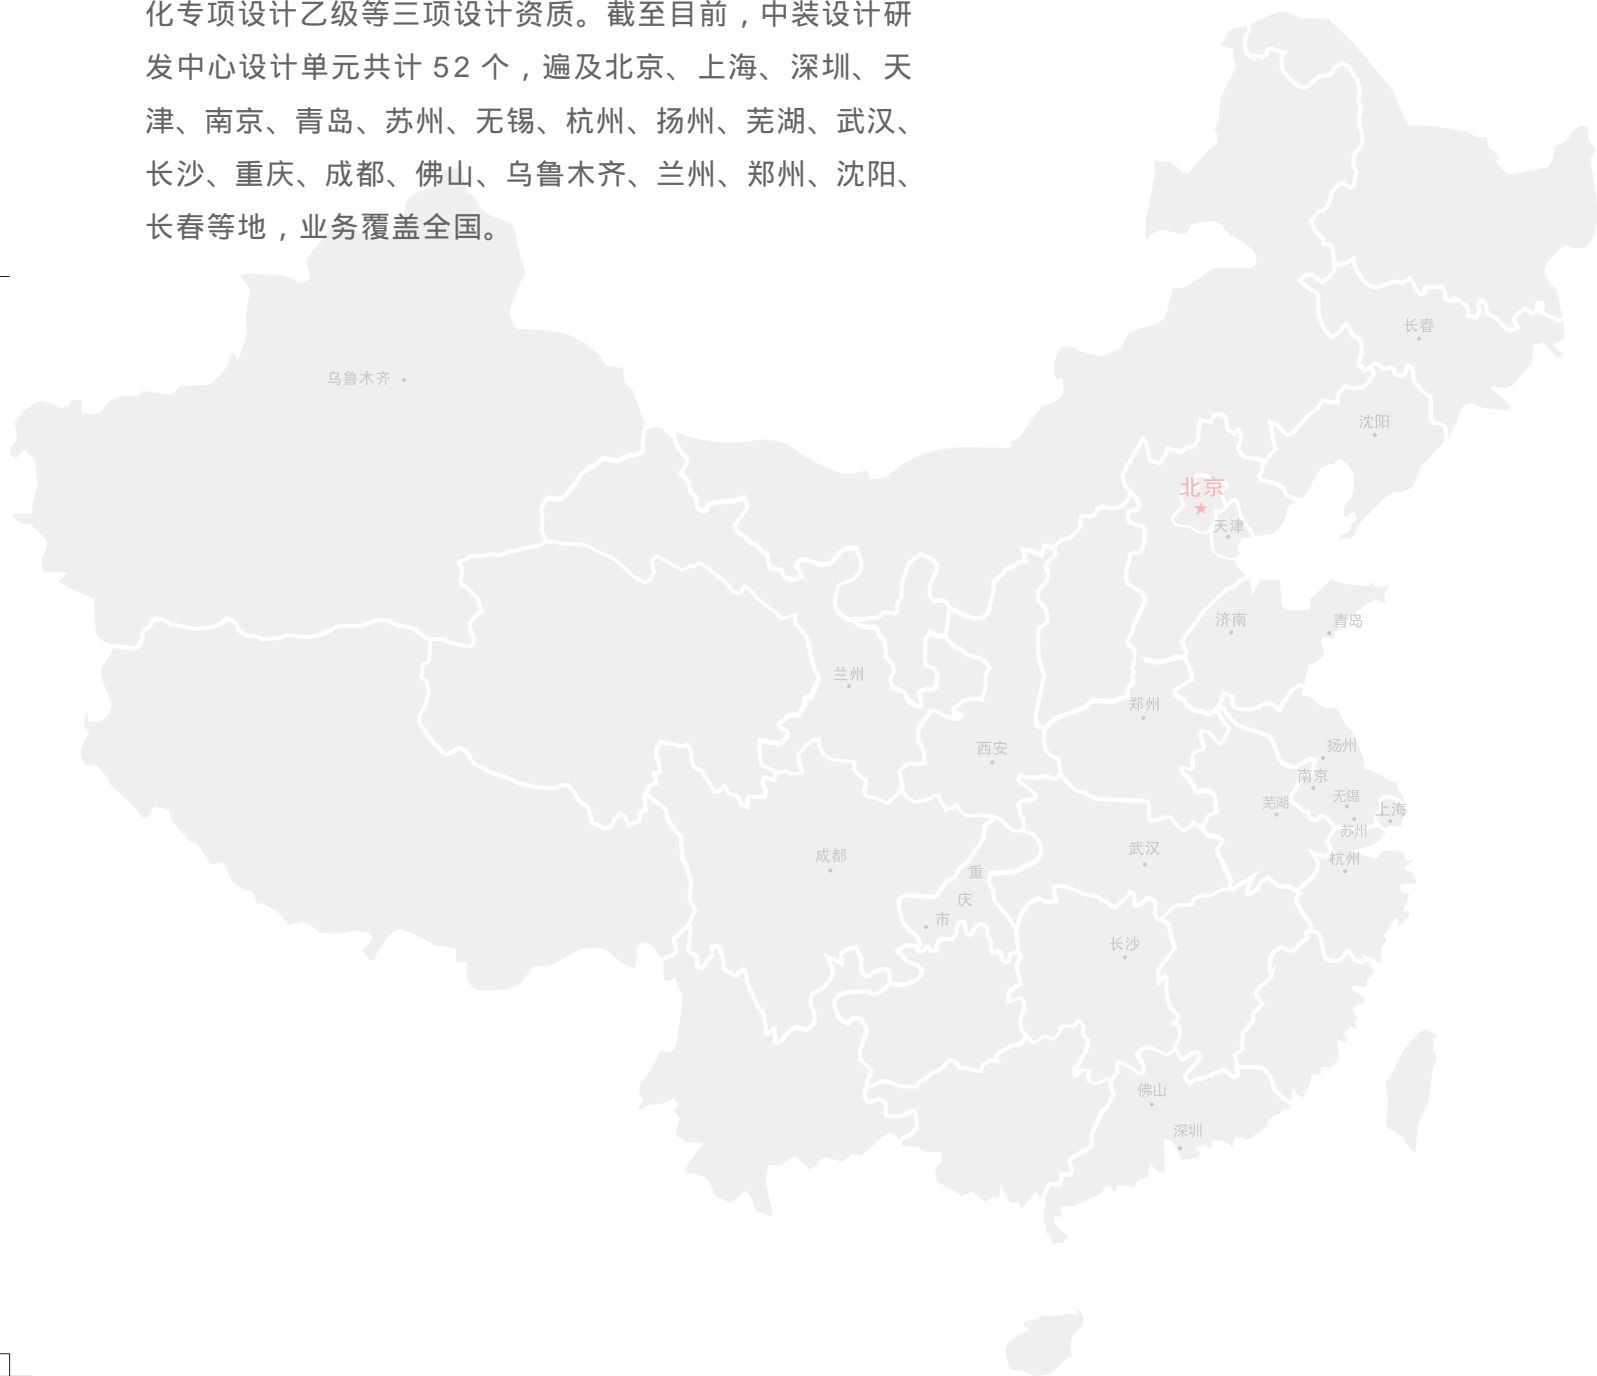 化专项设计乙级等三项设计资质。截至目前，中装设计研
发中心设计单元共计 52 个，遍及北京、上海、深圳、天
津、南京、青岛、苏州、无锡、杭州、扬州、芜湖、武汉、
长沙、重庆、成都、佛山、乌鲁木齐、兰州、郑州、沈阳、
长春等地，业务覆盖全国。
长春
乌鲁木齐
沈阳
北京
天津
济南
青岛
兰州
郑州
西安
扬州
南京
无锡
芜湖
上海
苏州
武汉
成都
杭州
重
庆
市
长沙
佛山
深圳